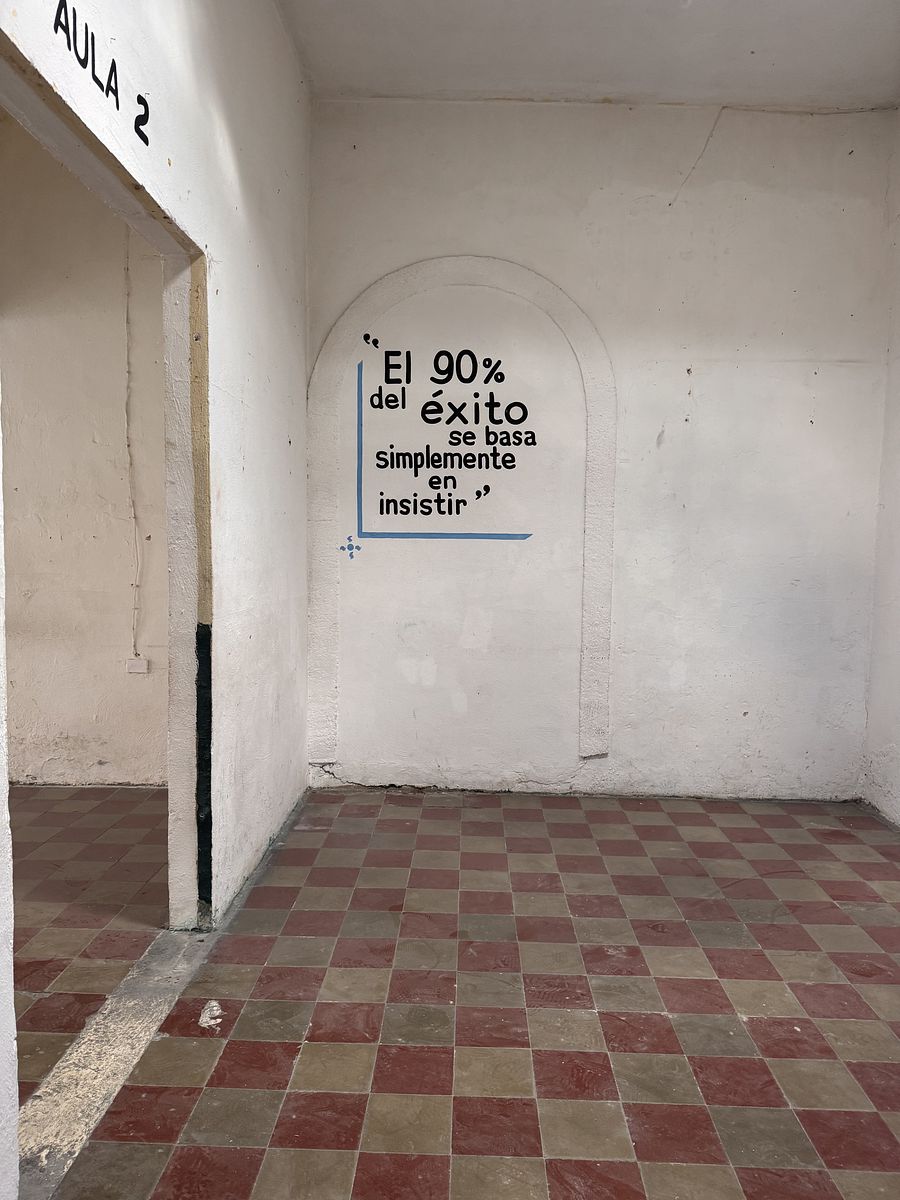 AULA 2
“El 90%
del éxito
se basa
simplemente
en
insistir”